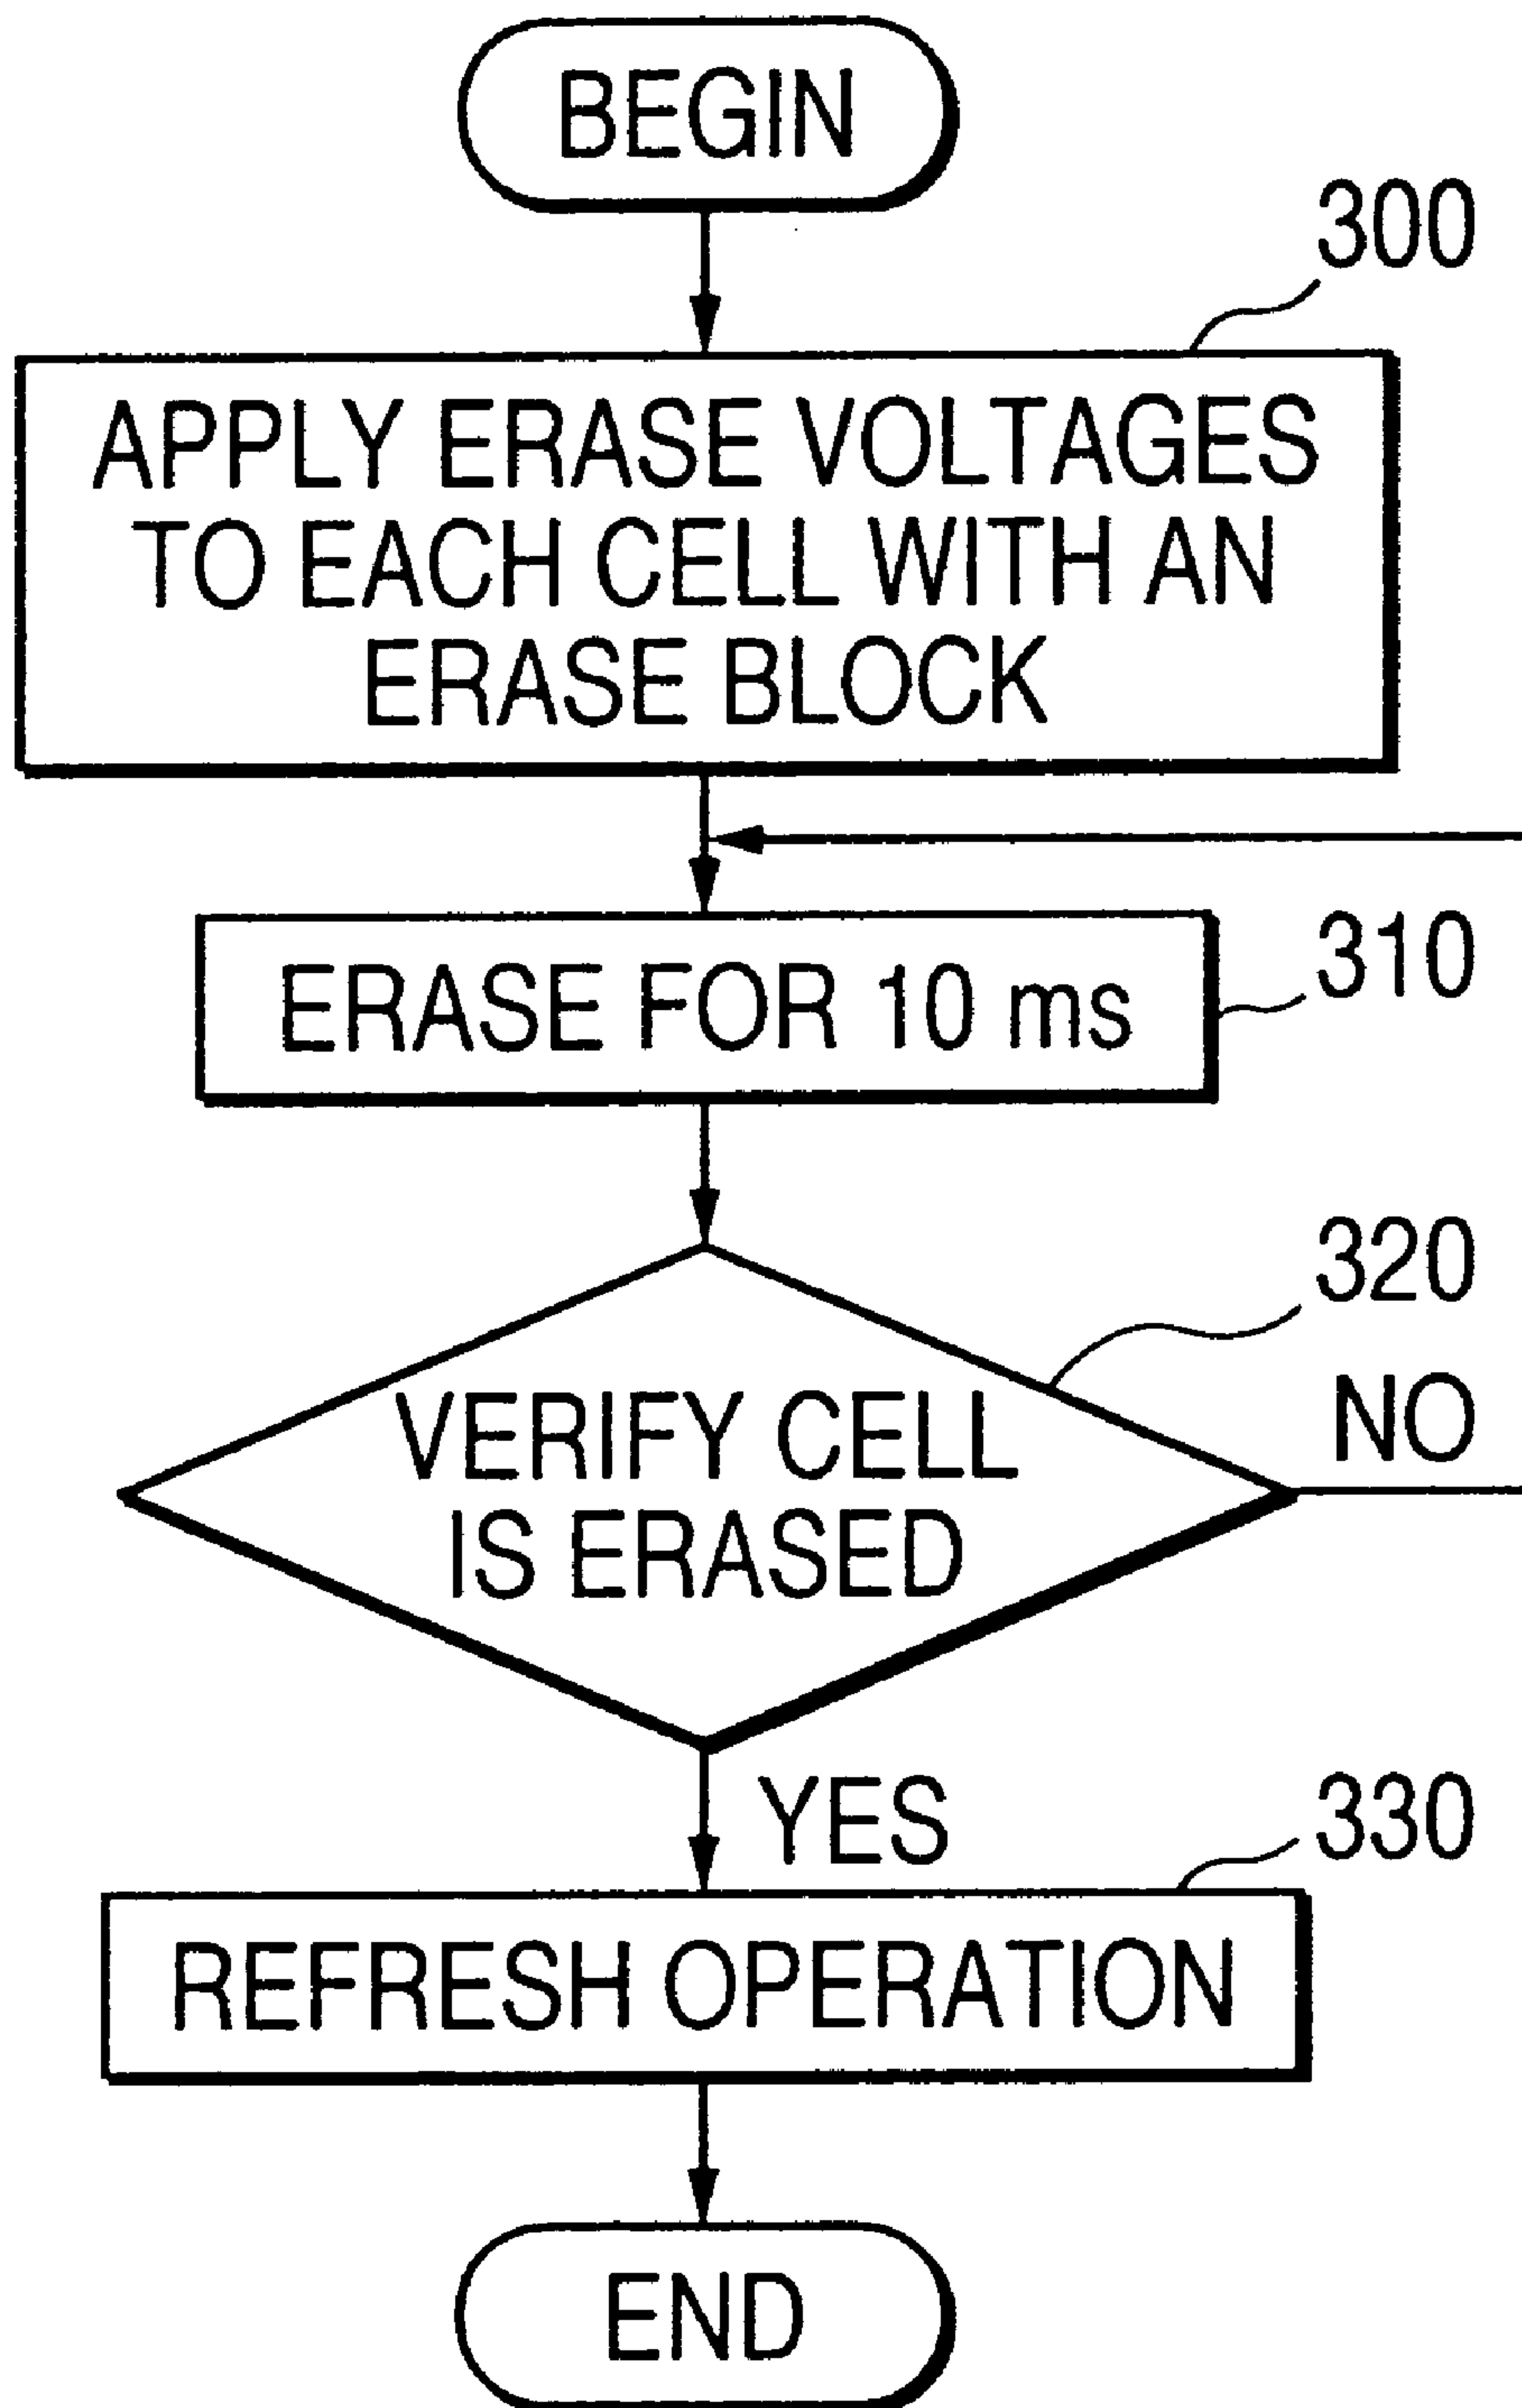 BEGIN
300
APPLY ERASE VOLTAGES
TO EACH CELL WITH AN
ERASE BLOCK
310
ERASE FOR 10 ms
320
NO
VERIFY CELL
IS ERASED
YES
330
REFRESH OPERATION
END